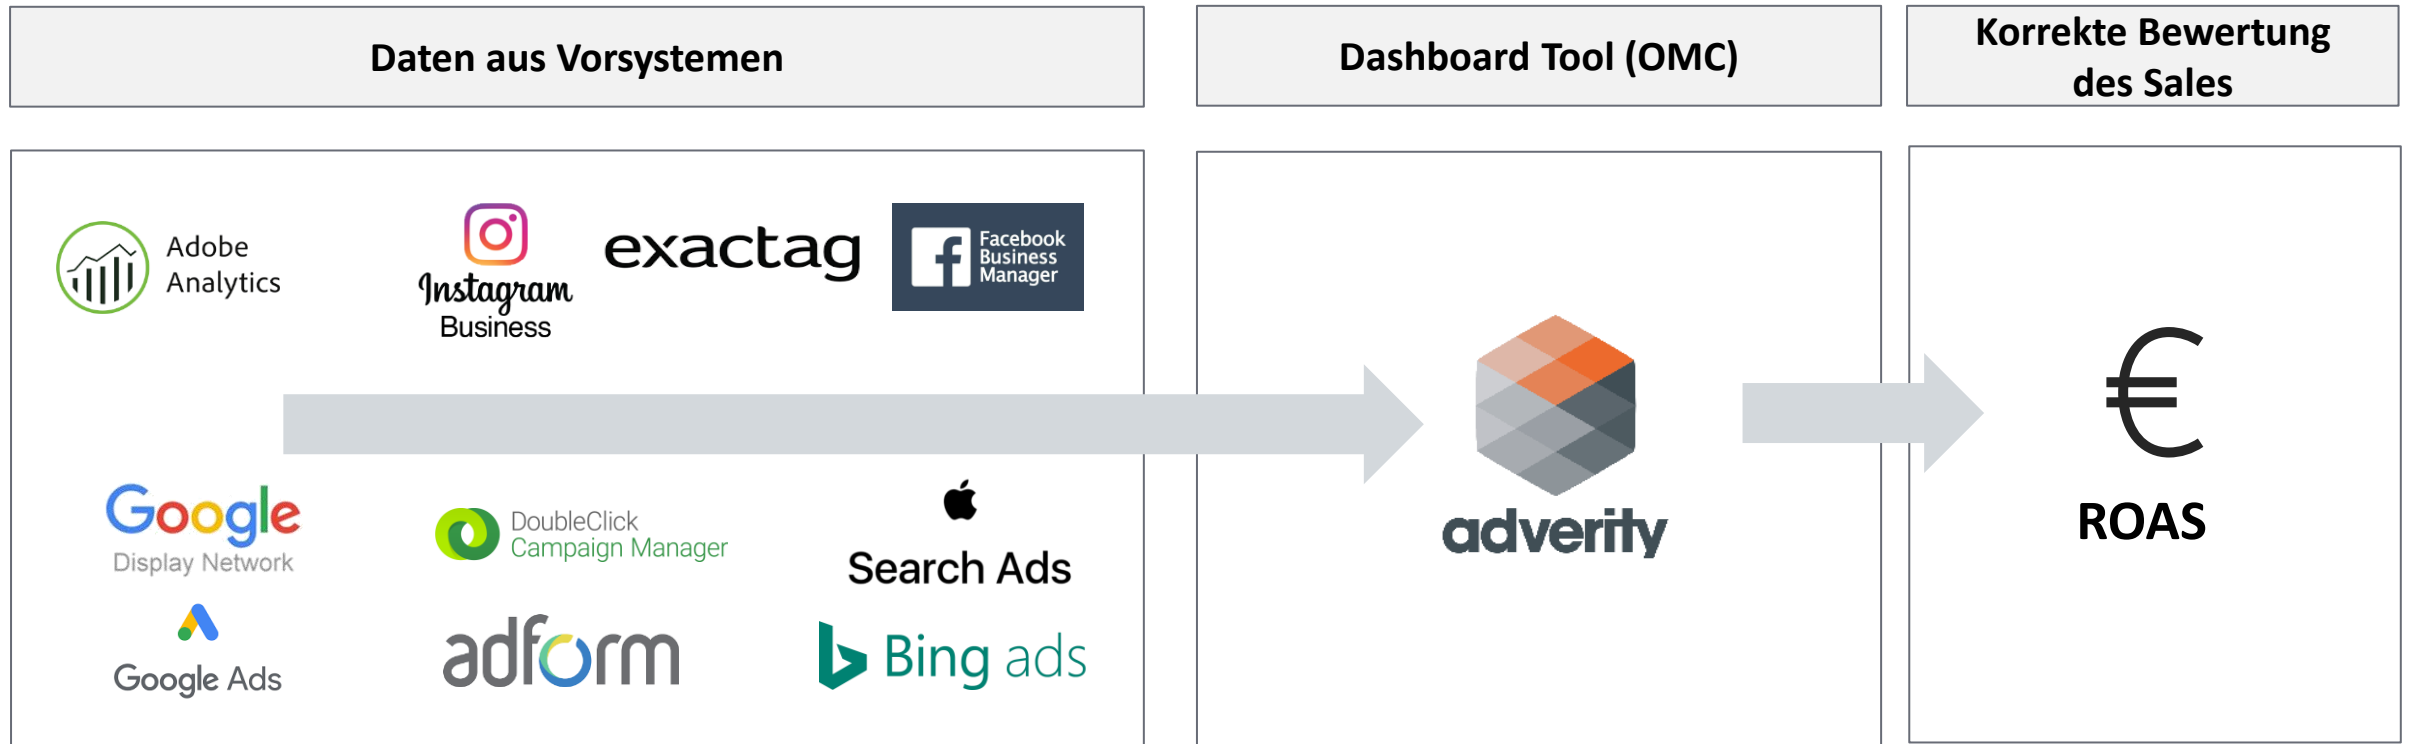 Daten aus Vorsystemen
Dashboard Tool (OMC)
Korrekte Bewertung
des Sales
Adobe
Analytics
Instagram
Business
exactag
Facebook
Business
Manager
Google
Display Network
DoubleClick
Campaign Manager
Search Ads
Google Ads
adform
Bing ads
adverity
€
ROAS